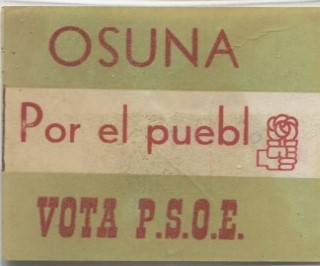 OSUNA
Por el puebl
VOTA P.S.O.E.